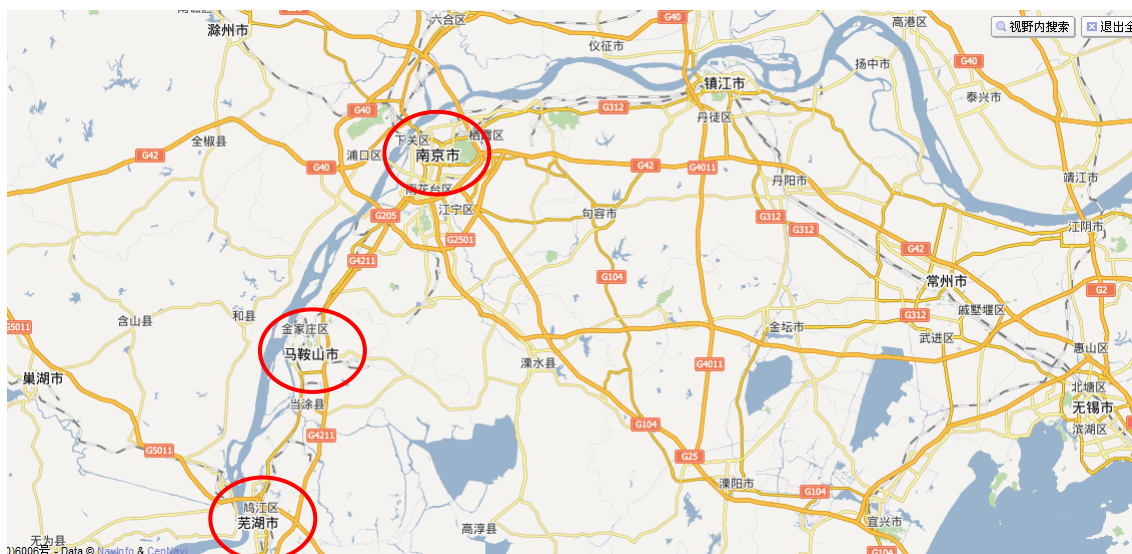 滁州市
六合区
G40
高港区
视野内搜索
退出全
仪征市
扬中市
G40
镇江市
泰兴市
G40
G312
丹徒区
全椒县
下关区
栖霞区
G42
浦口区
南京市
G40
G42
G4011
丹阳市
靖江市
雨花台区
江宁区
G205
句容市
G312
G312
江阴市
G2501
G42
G4211
G104
常州市
G2
和县
含山县
G5011
金家庄区
马鞍山市
G312
戚墅堰区
金坛市
武进区
惠山区
溧水县
G4011
巢湖市
北塘区
无锡市
滨湖区
当涂县
G4211
G104
G5011
G25
溧阳市
G104
鸠江区
芜湖市
高淳县
宜兴市
无为县
G104
0)6006号 - Data © NavInfo & CenNavi